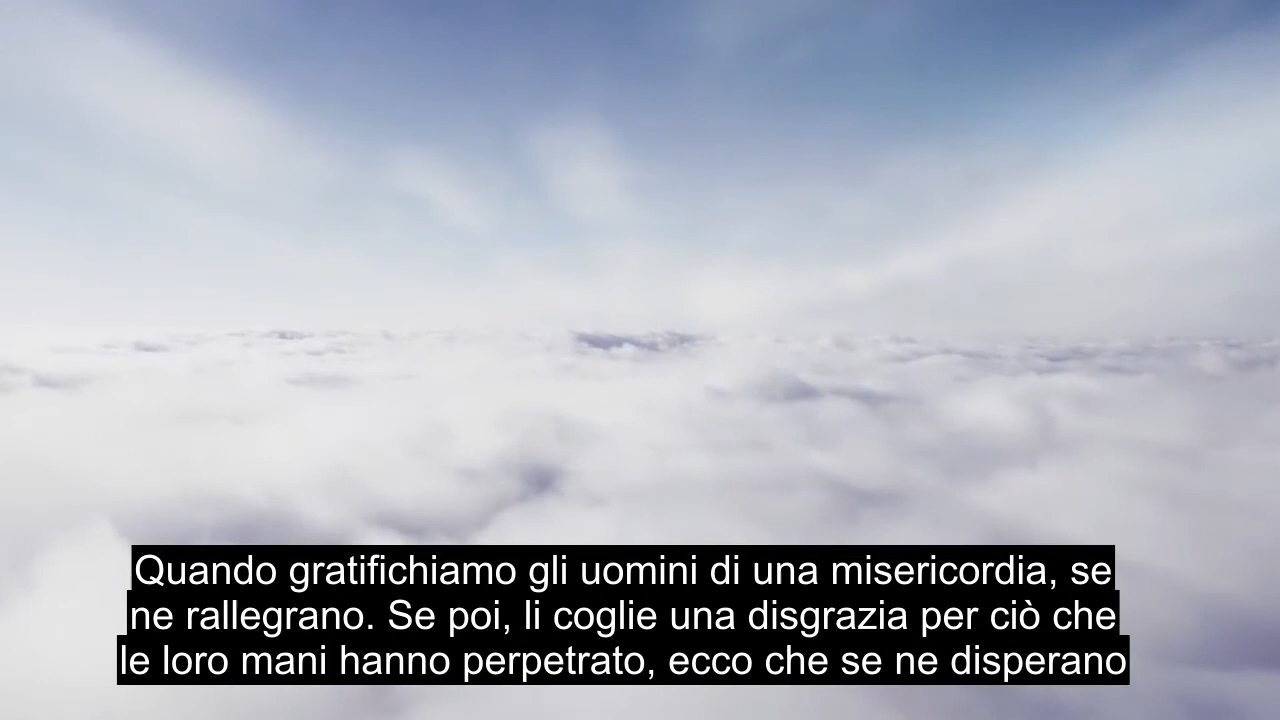 Quando gratifichiamo gli uomini di una misericordia, se
ne rallegrano. Se poi, li coglie una disgrazia per ciò che
le loro mani hanno perpetrato, ecco che se ne disperano